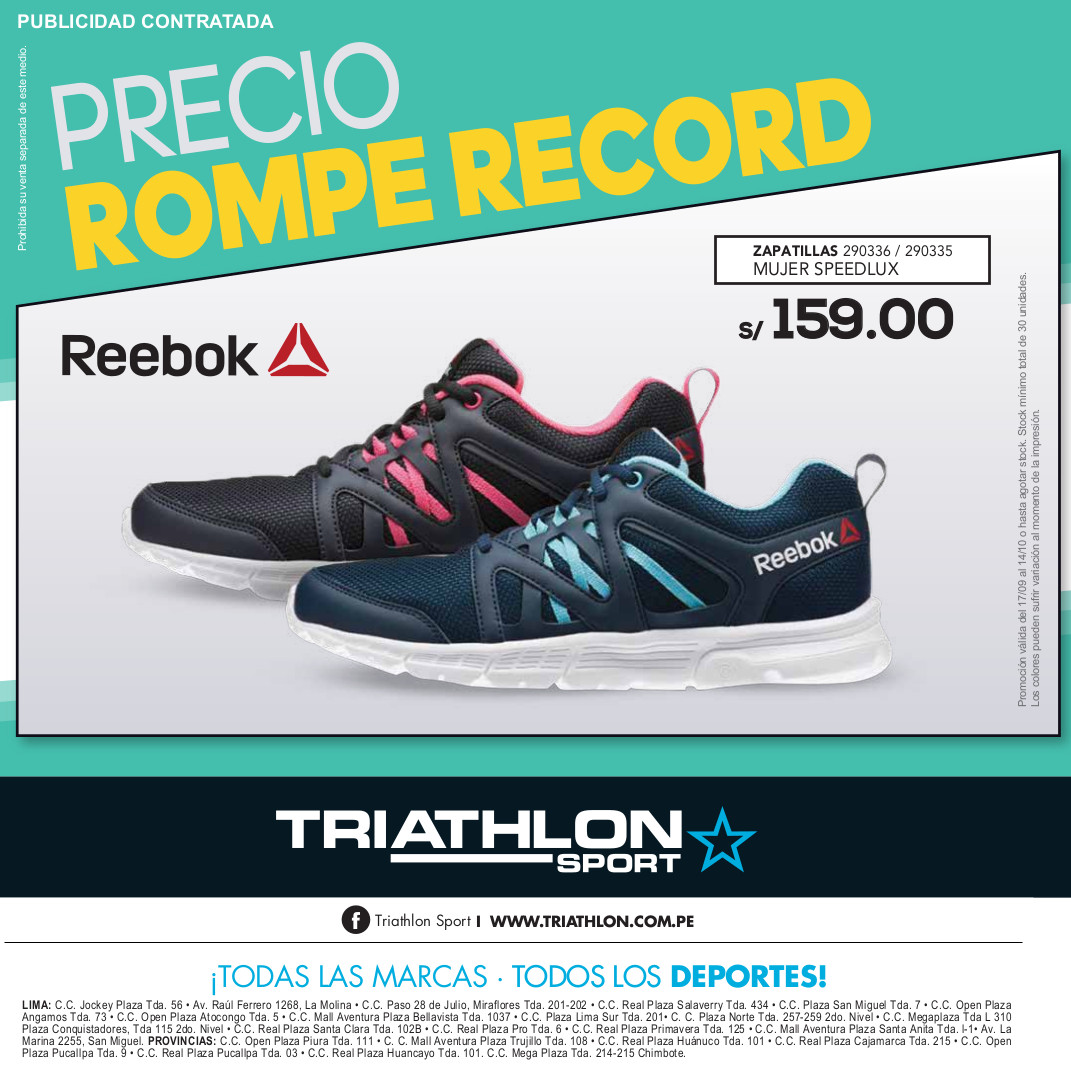 PUBLICIDAD CONTRATADA
Prohibida su venta separada de este medio.
PRECIO
ROMPE RECORD
ZAPATILLAS 290336 / 290335
MUJER SPEEDLUX
S/ 159.00
Reebok
Reebok
Promoción válida del 17/09 al 14/10 o hasta agotar stock. Stock mínimo total de 30 unidades.
Los colores pueden sufrir variación al momento de la impresión.
TRIATHLON
SPORT
f Triathlon Sport I WWW.TRIATHLON.COM.PE
¡TODAS LAS MARCAS · TODOS LOS DEPORTES!
LIMA: C.C. Jockey Plaza Tda. 56 • Av. Raúl Ferrero 1268, La Molina • C.C. Paso 28 de Julio, Miraflores Tda. 201-202 • C.C. Real Plaza Salaverry Tda. 434 • C.C. Plaza San Miguel Tda. 7 • C.C. Open Plaza
Angamos Tda. 73 • C.C. Open Plaza Atocongo Tda. 5 • C.C. Mall Aventura Plaza Bellavista Tda. 1037 • C.C. Plaza Lima Sur Tda. 201• C. C. Plaza Norte Tda. 257-259 2do. Nivel • C.C. Megaplaza Tda L 310
Plaza Conquistadores, Tda 115 2do. Nivel • C.C. Real Plaza Santa Clara Tda. 102B • C.C. Real Plaza Pro Tda. 6 • C.C. Real Plaza Primavera Tda. 125 • C.C. Mall Aventura Plaza Santa Anita Tda. I-1• Av. La
Marina 2255, San Miguel. PROVINCIAS: C.C. Open Plaza Piura Tda. 111 • C. C. Mall Aventura Plaza Trujillo Tda. 108 • C.C. Real Plaza Huánuco Tda. 101 • C.C. Real Plaza Cajamarca Tda. 215 • C.C. Open
Plaza Pucallpa Tda. 9 • C.C. Real Plaza Pucallpa Tda. 03 • C.C. Real Plaza Huancayo Tda. 101. C.C. Mega Plaza Tda. 214-215 Chimbote.